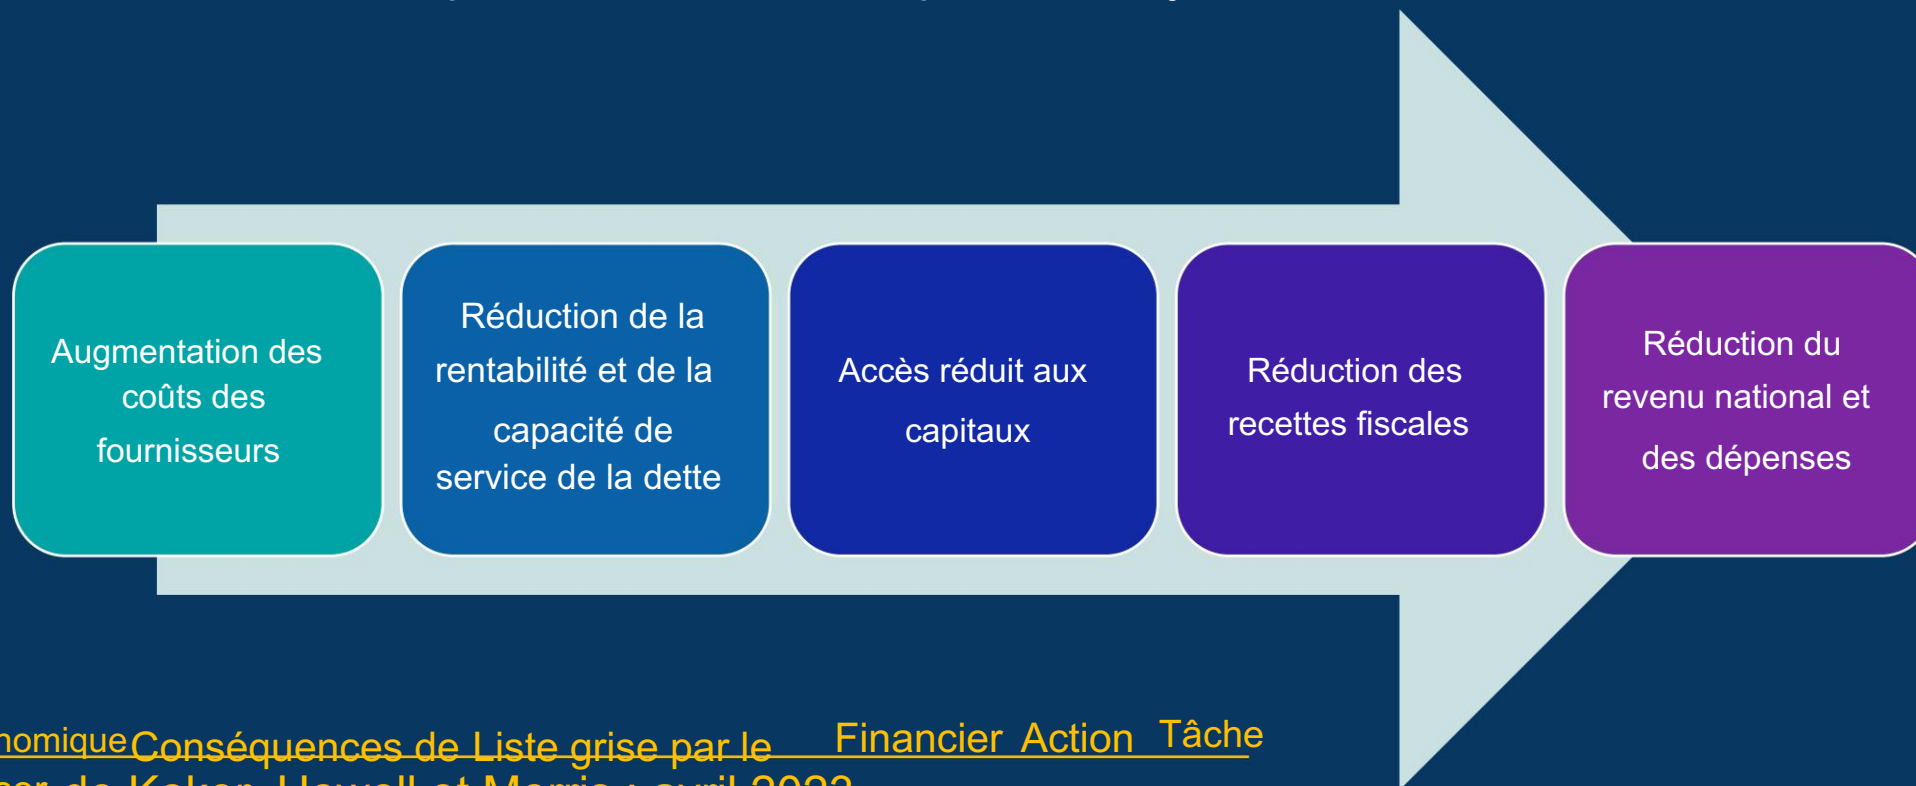 Augmentation des
coûts des
fournisseurs
Réduction de la
rentabilité et de la
capacité de
service de la dette
Accès réduit aux
capitaux
Réduction des
recettes fiscales
Réduction du
revenu national et
des dépenses
Conséquences de Liste grise par le Financier Action Tâche